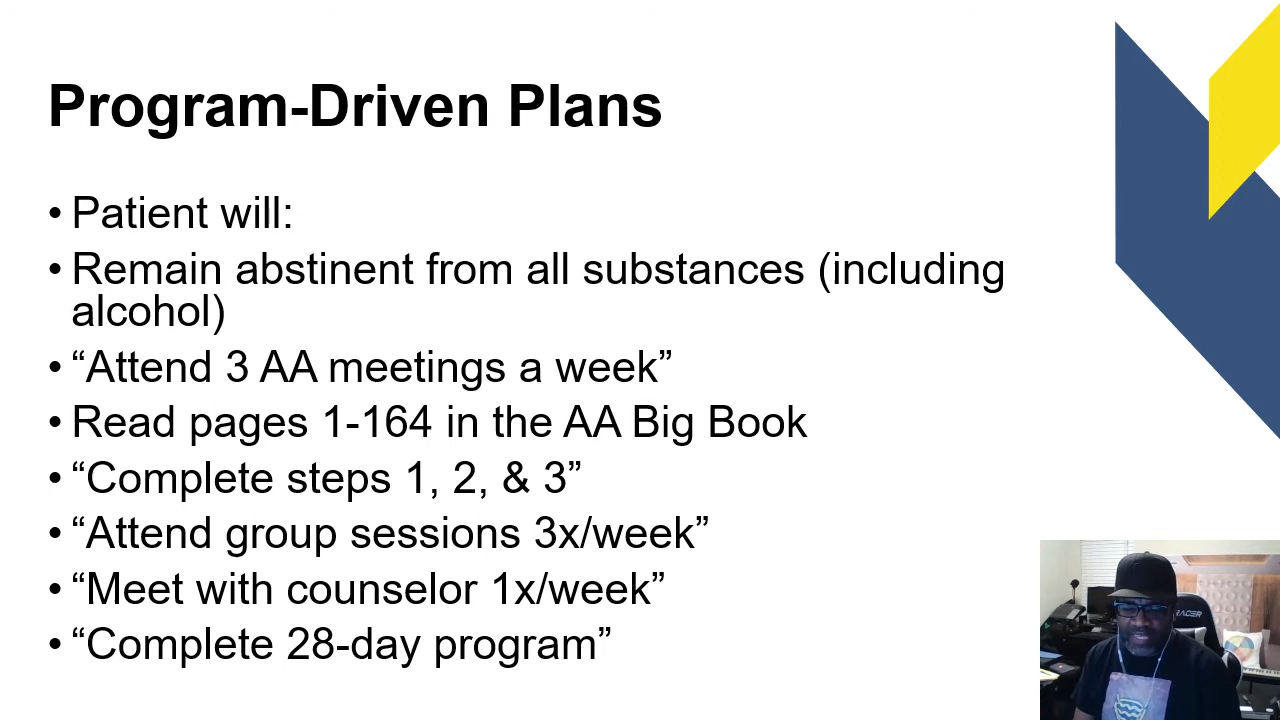 Program-Driven Plans
• Patient will:
• Remain abstinent from all substances (including
alcohol)
• “Attend 3 AA meetings a week”
• Read pages 1-164 in the AA Big Book
• “Complete steps 1, 2, & 3”
• “Attend group sessions 3x/week”
• “Meet with counselor 1x/week”
• “Complete 28-day program”
RACER